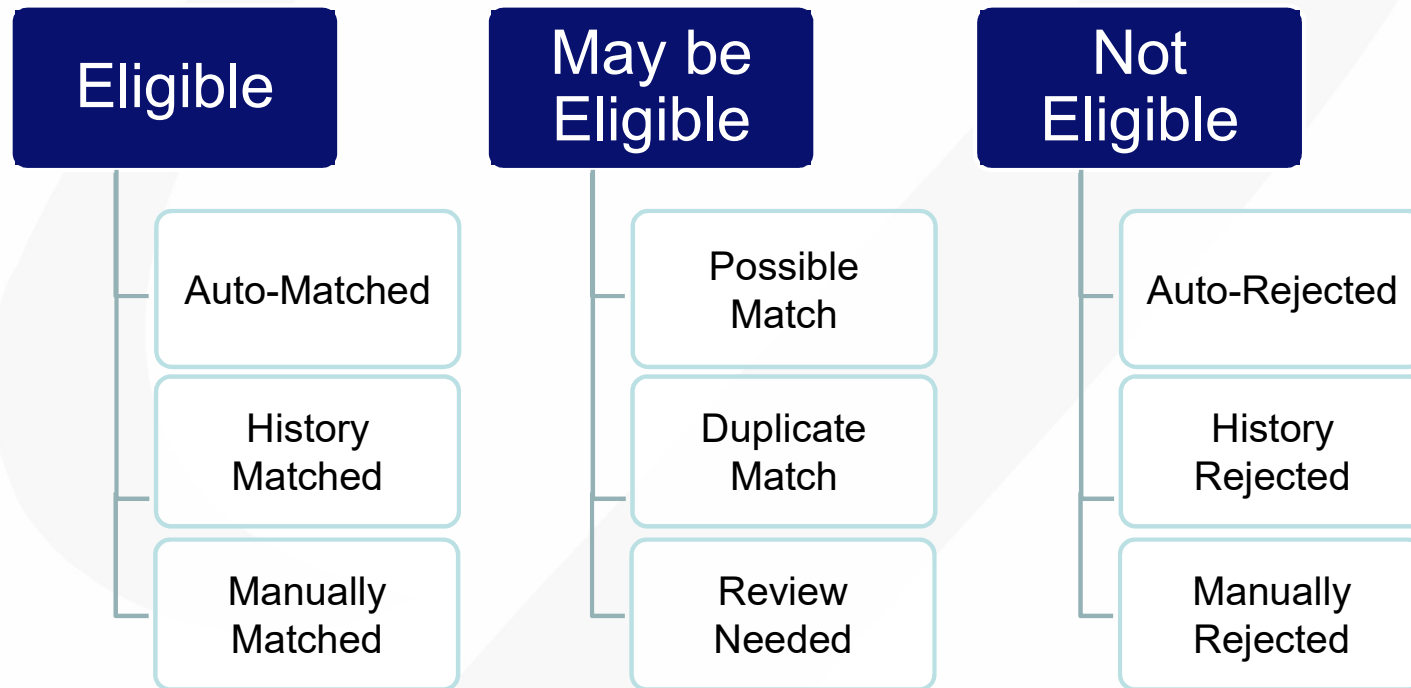 Eligible
Auto-Matched
History
Matched
Manually
Matched
May be
Eligible
Possible
Match
Duplicate
Match
Review
Needed
Not
Eligible
Auto-Rejected
History
Rejected
Manually
Rejected